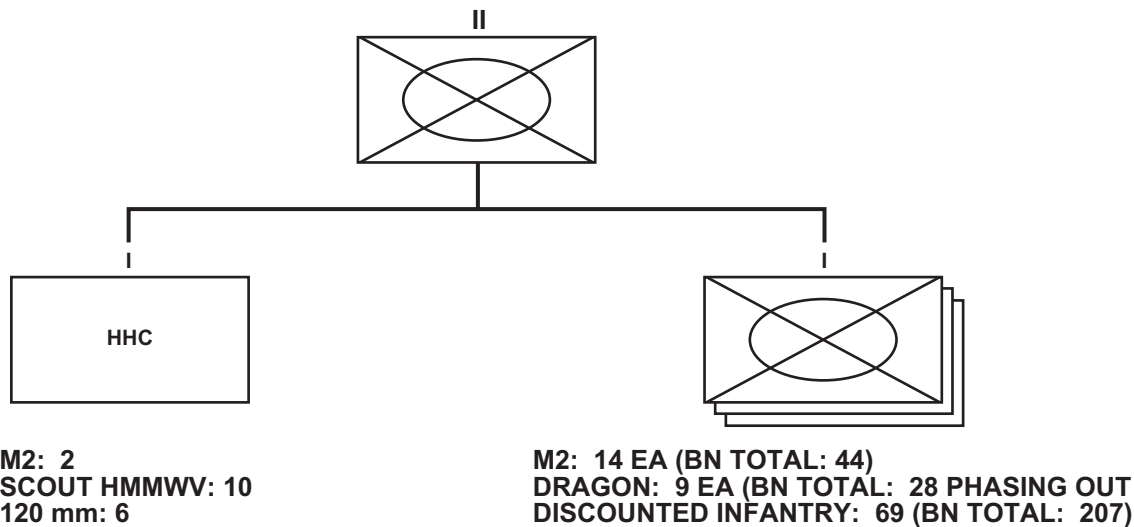 II
I
I
HHC
M2: 2
SCOUT HMMWV: 10
120 mm: 6
M2: 14 EA (BN TOTAL: 44)
DRAGON: 9 EA (BN TOTAL: 28 PHASING OUT
DISCOUNTED INFANTRY: 69 (BN TOTAL: 207)